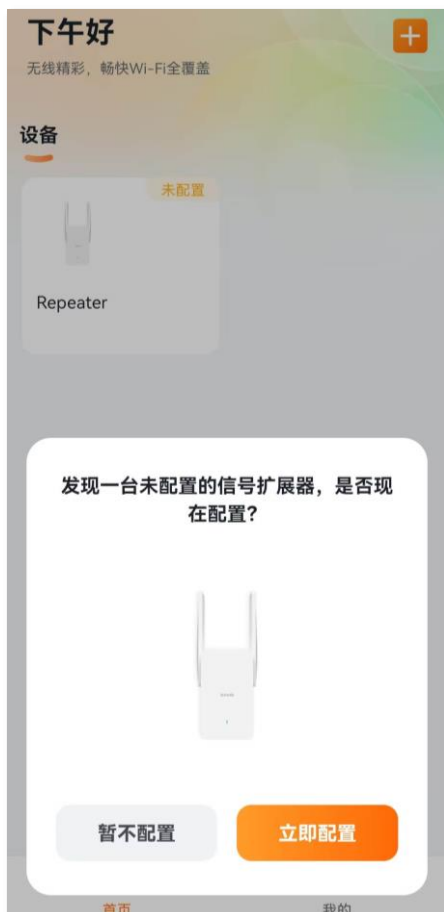 下午好
无线精彩，畅快Wi-Fi全覆盖
设备
未配置
Repeater
发现一台未配置的信号扩展器，是否现
在配置？
暂不配置
立即配置
首页
我的